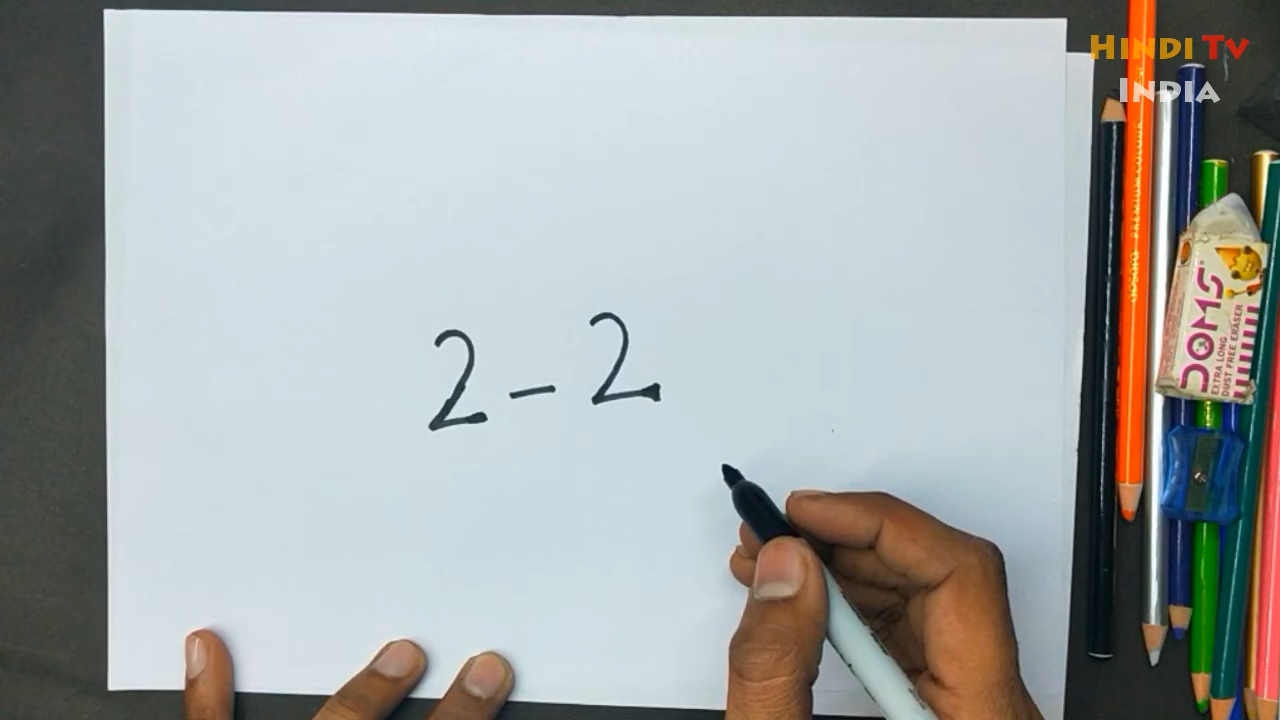 Hindi Tv
India
2 - 2
DOMS
EXTRA LONG
DUST FREE ERASER